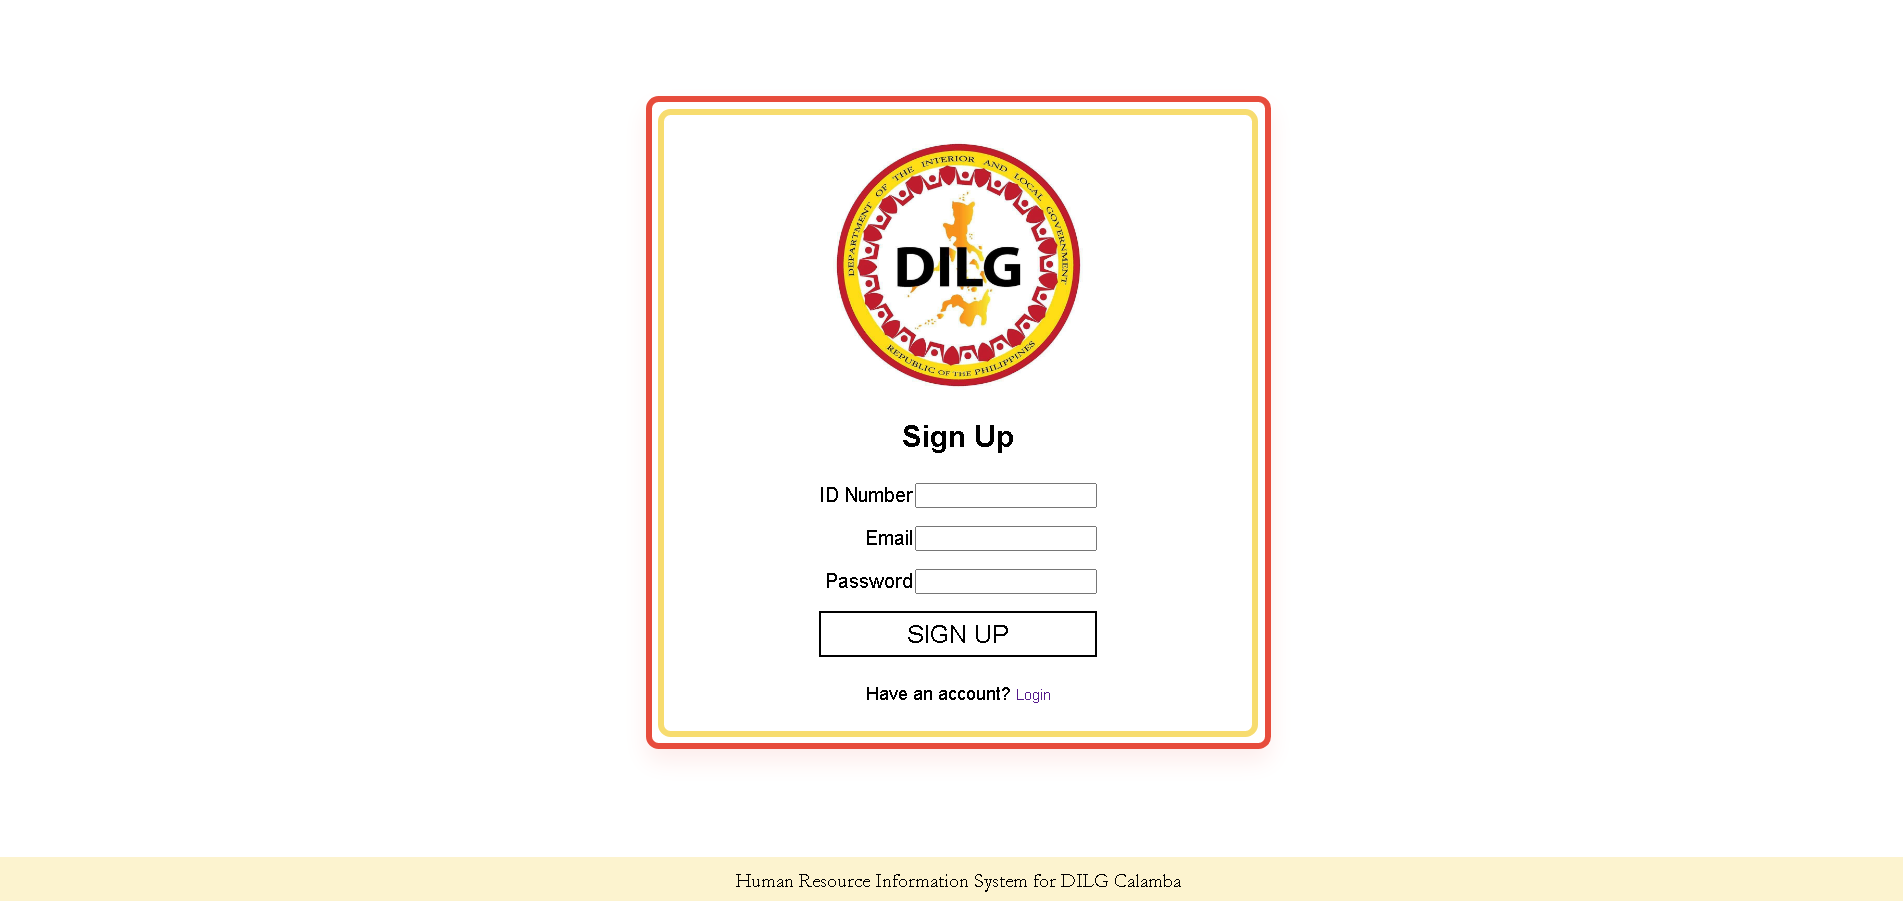 DEPARTMENT OF THE INTERIOR AND LOCAL GOVERNMENT
DILG
REPUBLIC OF THE PHILIPPINES
Sign Up
ID Number
Email
Password
SIGN UP
Have an account? Login
Human Resource Information System for DILG Calamba